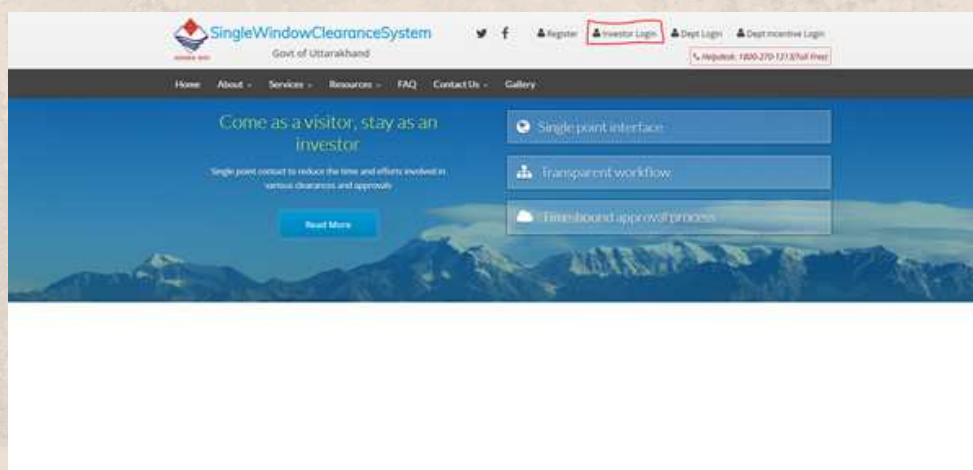 SingleWindowClearanceSystem
Govt of Uttarakhand
Register Investor Login Dept Login Dept Incentive Login
Helpdesk: 1800-270-1213(Toll Free)
Home About Services Resources FAQ Contact Us Gallery
Come as a visitor, stay as an
investor
Single point contact to reduce the time and efforts involved in
various clearances and approvals
Read More
Single point interface
Transparent workflow
Time-bound approval process